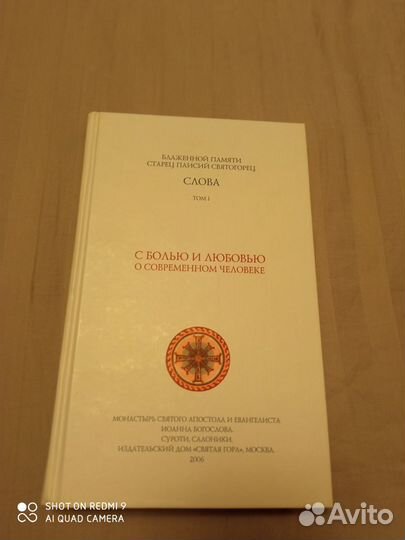 БЛАЖЕННОЙ ПАМЯТИ
СТАРЕЦ ПАИСИЙ СВЯТОГОРЕЦ
СЛОВА
ТОМ I
С БОЛЬЮ И ЛЮБОВЬЮ
О СОВРЕМЕННОМ ЧЕЛОВЕКЕ
МОНАСТЫРЬ СВЯТОГО АПОСТОЛА И ЕВАНГЕЛИСТА
ИОАННА БОГОСЛОВА.
СУРОТИ, САЛОНИКИ.
ИЗДАТЕЛЬСКИЙ ДОМ «СВЯТАЯ ГОРА», МОСКВА.
2006
SHOT ON REDMI 9
AI QUAD CAMERA
Avito